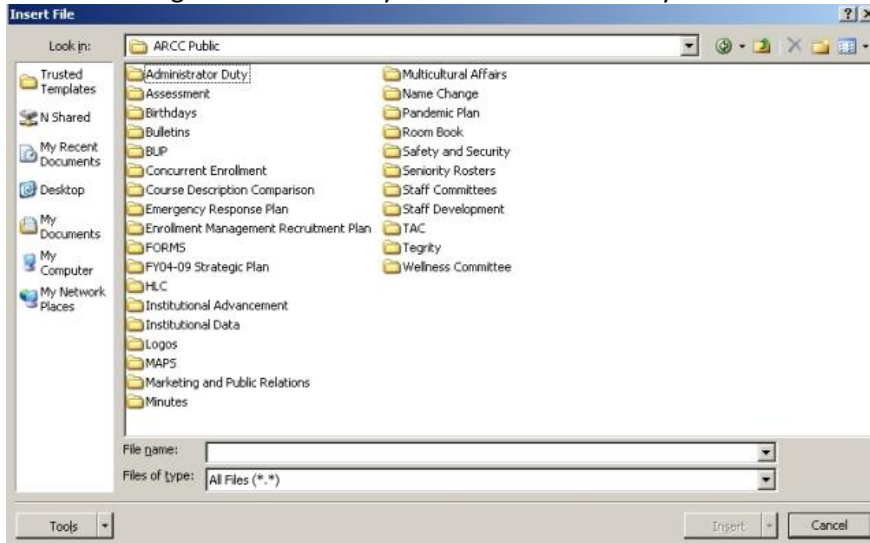 Insert File
Look in:
ARCC Public
Trusted Templates
N Shared
My Recent Documents
Desktop
My Documents
My Computer
My Network Places
Administrator Duty
Assessment
Birthdays
Bulletins
BUP
Concurrent Enrollment
Course Description Comparison
Emergency Response Plan
Enrollment Management Recruitment Plan
FORMS
FY04-09 Strategic Plan
HLC
Institutional Advancement
Institutional Data
Logos
MAPS
Marketing and Public Relations
Minutes
Multicultural Affairs
Name Change
Pandemic Plan
Room Book
Safety and Security
Seniority Rosters
Staff Committees
Staff Development
TAC
Tegrity
Wellness Committee
File name:
Files of type:
All Files (*.*)
Tools
Insert
Cancel